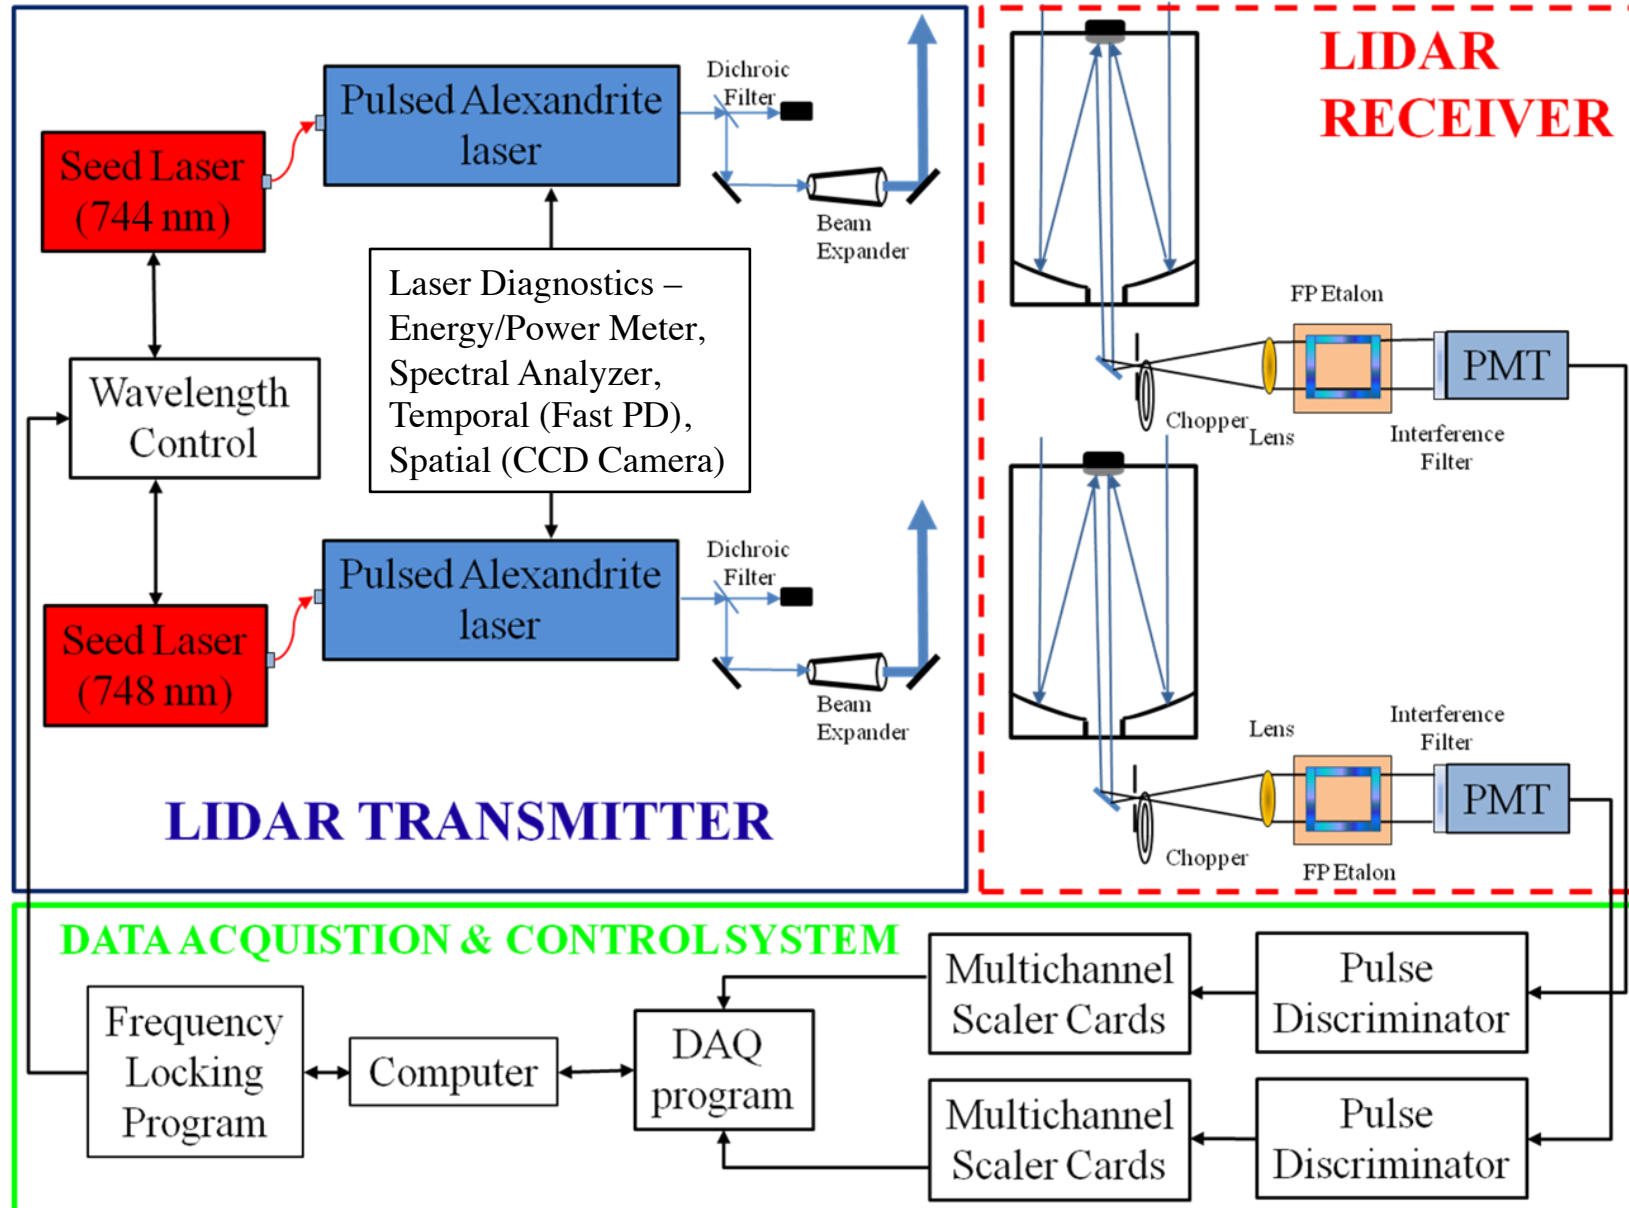 Dichroic
Filter
Pulsed Alexandrite
laser
Seed Laser
(744 nm)
Beam
Expander
Laser Diagnostics –
Energy/Power Meter,
Spectral Analyzer,
Temporal (Fast PD),
Spatial (CCD Camera)
Wavelength
Control
Dichroic
Filter
Pulsed Alexandrite
laser
Seed Laser
(748 nm)
Beam
Expander
LIDAR TRANSMITTER
LIDAR
RECEIVER
FP Etalon
PMT
Chopper
Lens
Interference
Filter
Lens
Interference
Filter
PMT
Chopper
FP Etalon
DATA ACQUISTION & CONTROL SYSTEM
Multichannel
Scaler Cards
Pulse
Discriminator
Frequency
Locking
Program
Computer
DAQ
program
Multichannel
Scaler Cards
Pulse
Discriminator